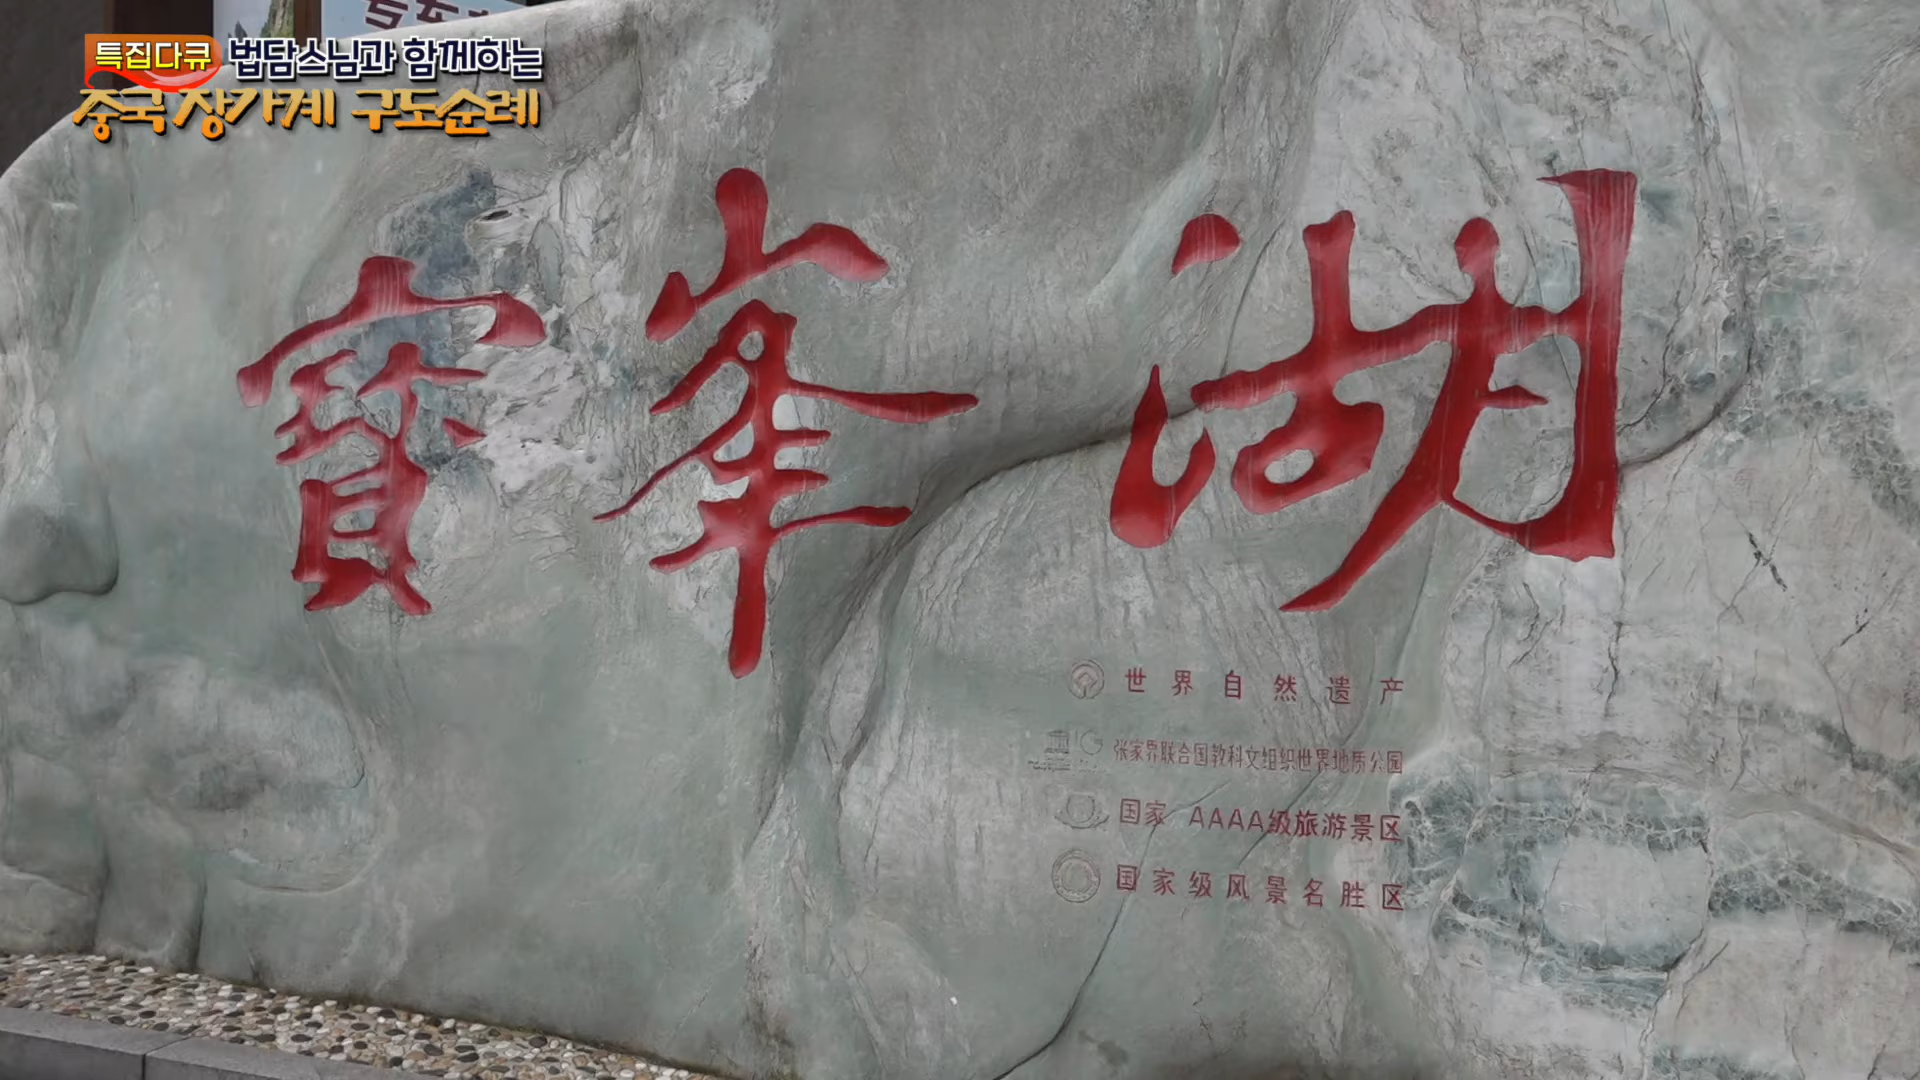 특집다큐 법담스님과 함께하는
중국 장가계 구도순례
寶峯湖
世界自然遗产
张家界联合国教科文组织世界地质公园
国家 AAAA级旅游景区
国家级风景名胜区